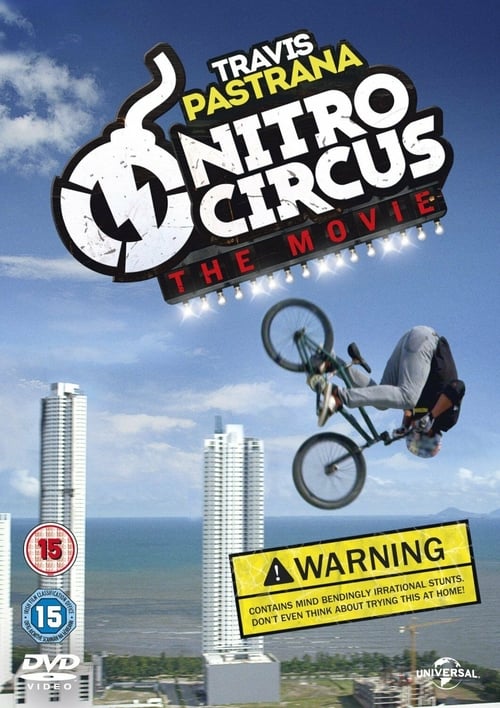 TRAVIS
PASTRANA
NITRO
CIRCUS
THE MOVIE
15
15
WARNING
CONTAINS MIND BENDINGLY IRRATIONAL STUNTS.
DON'T EVEN THINK ABOUT TRYING THIS AT HOME!
DVD
VIDEO
UNIVERSAL